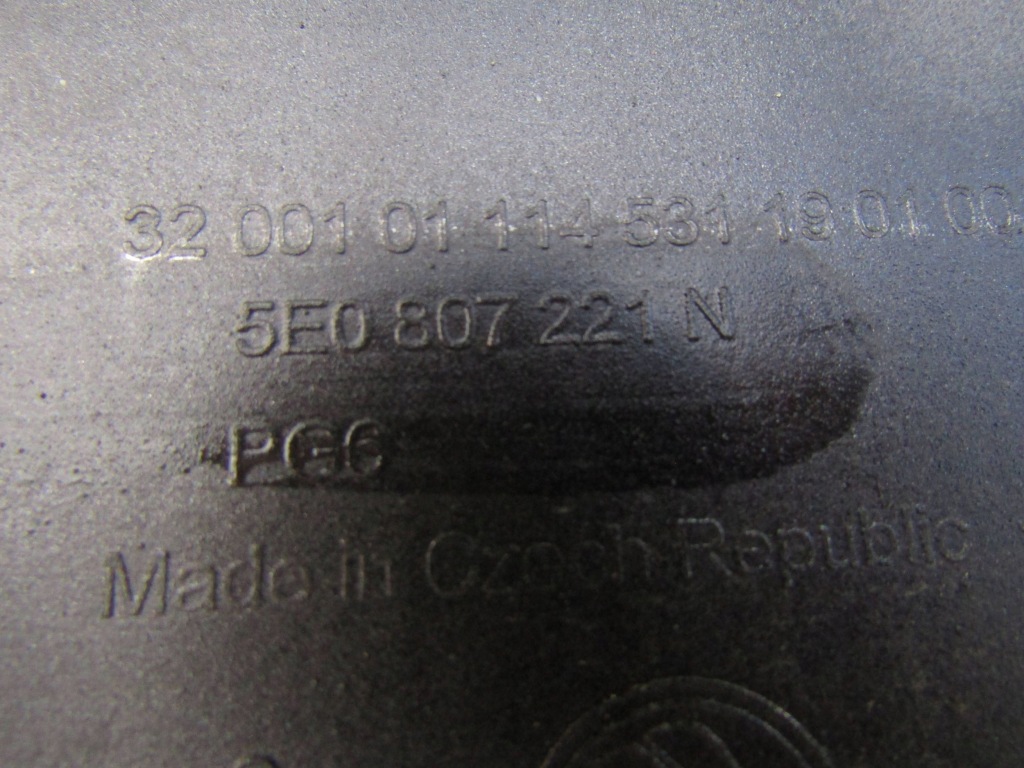 32 001 01 114 531 19 01 00
5E0 807 221 N
PG6
Made in Czech Republic